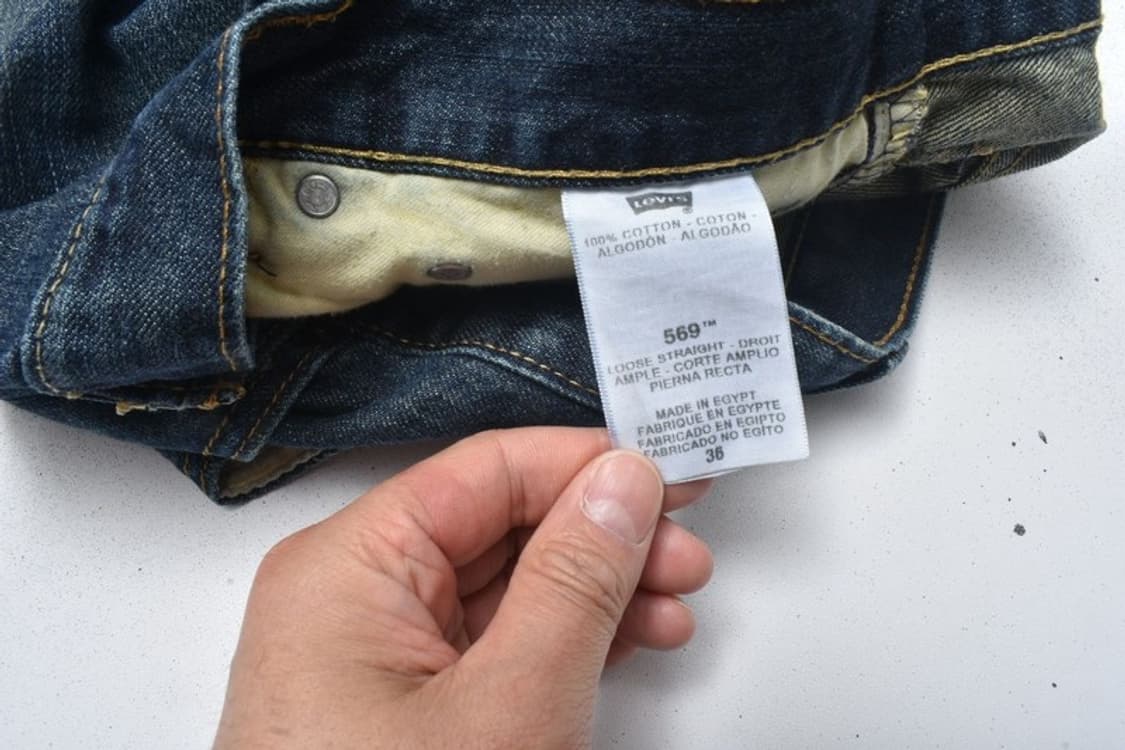 Levi's ®
100% COTTON - COTON -
ALGODÓN - ALGODÃO
569™
LOOSE STRAIGHT - DROIT
AMPLE - CORTE AMPLIO
PIERNA RECTA
MADE IN EGYPT
FABRIQUE EN EGYPTE
FABRICADO EN EGIPTO
FABRICADO NO EGITO
36